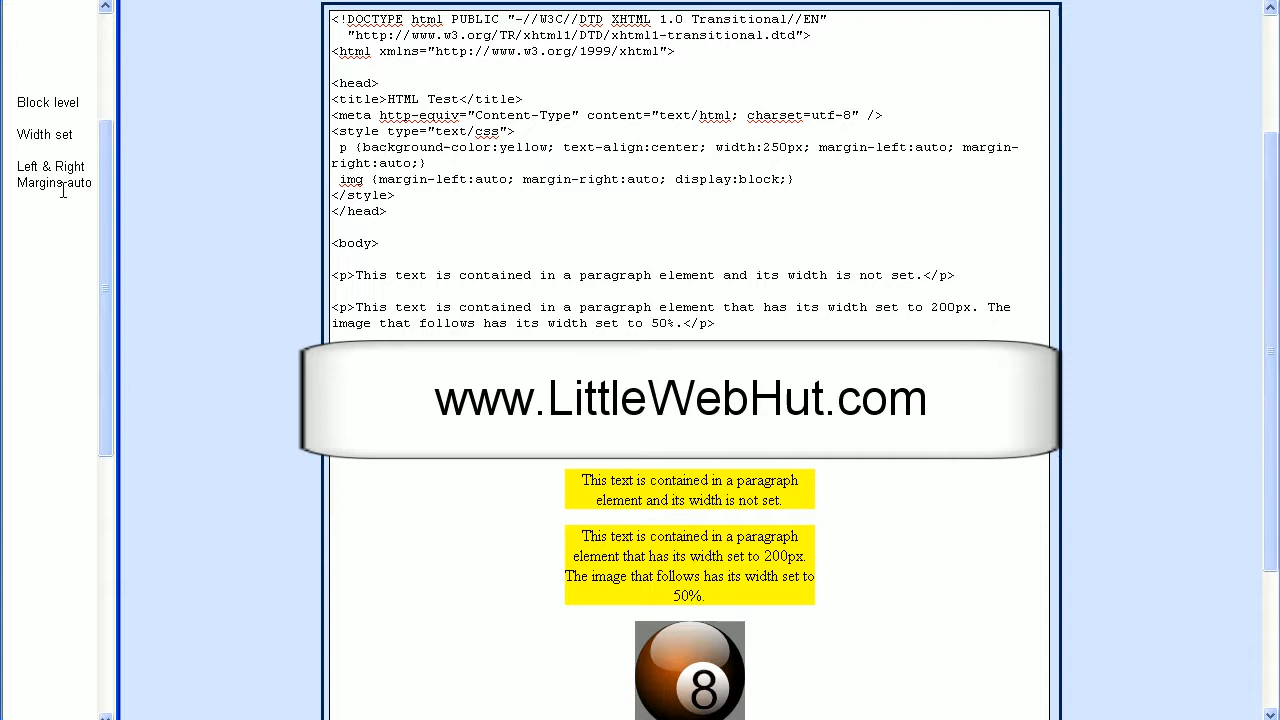 Block level
Width set
Left & Right
Margins auto
<!DOCTYPE html PUBLIC "-//W3C//DTD XHTML 1.0 Transitional//EN"
"http://www.w3.org/TR/xhtml1/DTD/xhtml1-transitional.dtd">
<html xmlns="http://www.w3.org/1999/xhtml">
<head>
<title>HTML Test</title>
<meta http-equiv="Content-Type" content="text/html; charset=utf-8" />
<style type="text/css">
p {background-color:yellow; text-align:center; width:250px; margin-left:auto; margin-
right:auto;}
img {margin-left:auto; margin-right:auto; display:block;}
</style>
</head>
<body>
<p>This text is contained in a paragraph element and its width is not set.</p>
<p>This text is contained in a paragraph element that has its width set to 200px. The
image that follows has its width set to 50%.</p>
www.LittleWebHut.com
This text is contained in a paragraph
element and its width is not set.
This text is contained in a paragraph
element that has its width set to 200px.
The image that follows has its width set to
50%.
8